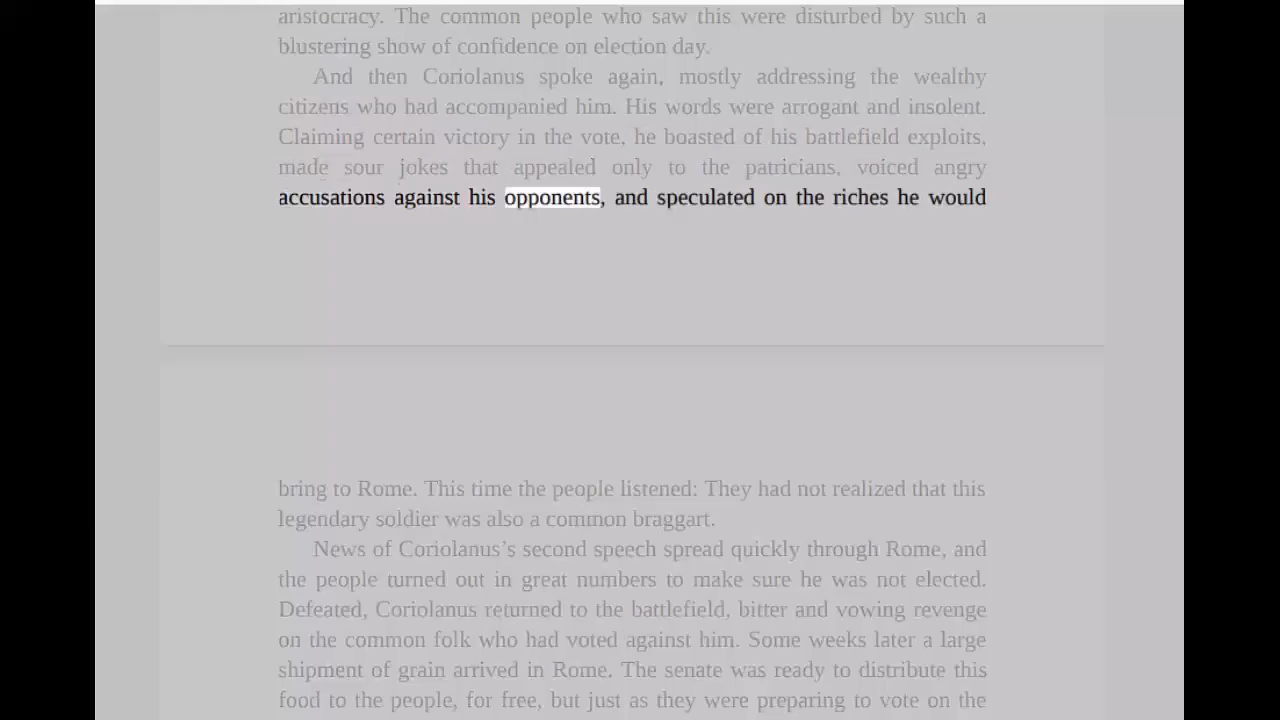 aristocracy. The common people who saw this were disturbed by such a
blustering show of confidence on election day.
And then Coriolanus spoke again, mostly addressing the wealthy
citizens who had accompanied him. His words were arrogant and insolent.
Claiming certain victory in the vote, he boasted of his battlefield exploits,
made sour jokes that appealed only to the patricians, voiced angry
accusations against his opponents, and speculated on the riches he would
bring to Rome. This time the people listened: They had not realized that this
legendary soldier was also a common braggart.
News of Coriolanus’s second speech spread quickly through Rome, and
the people turned out in great numbers to make sure he was not elected.
Defeated, Coriolanus returned to the battlefield, bitter and vowing revenge
on the common folk who had voted against him. Some weeks later a large
shipment of grain arrived in Rome. The senate was ready to distribute this
food to the people, for free, but just as they were preparing to vote on the